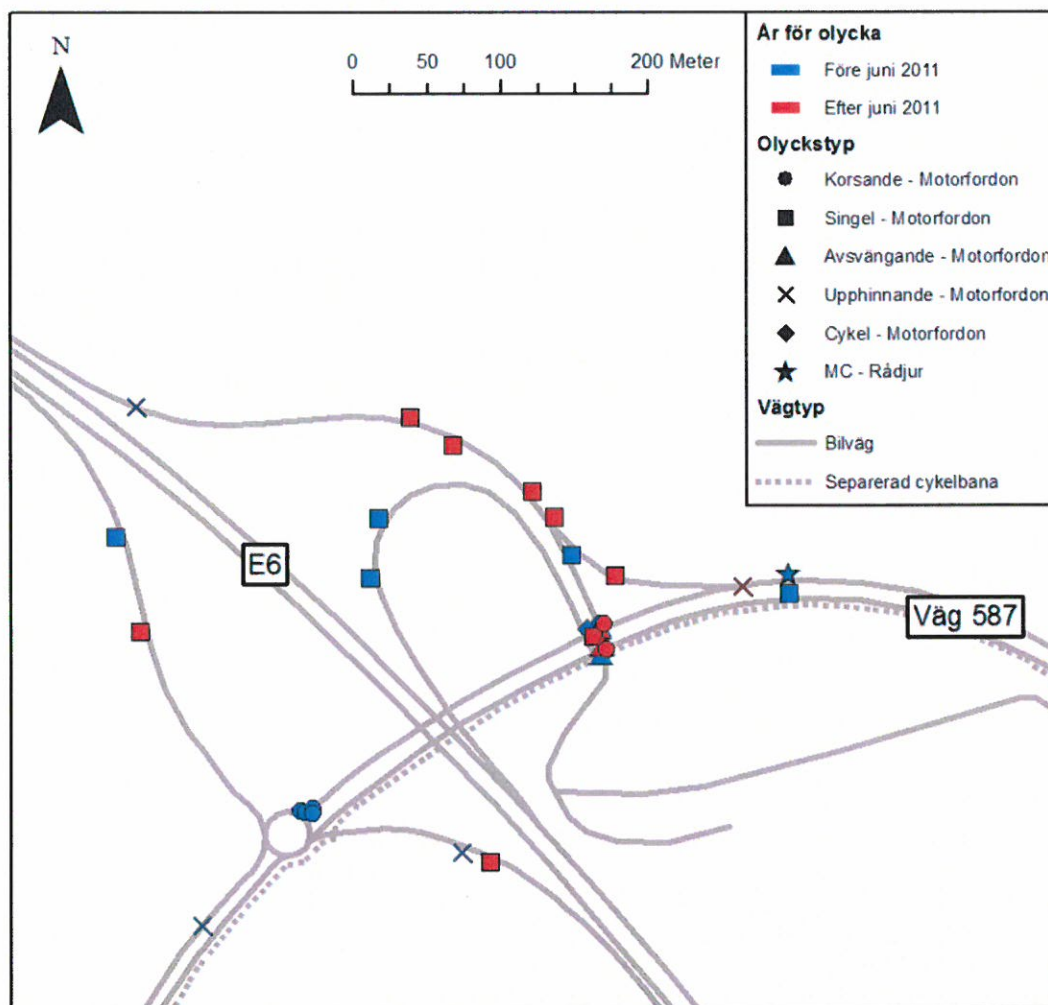 N
0 50 100 200 Meter
År för olycka
Före juni 2011
Efter juni 2011
Olyckstyp
Korsande - Motorfordon
Singel - Motorfordon
Avsvängande - Motorfordon
Upphinnande - Motorfordon
Cykel - Motorfordon
MC - Rådjur
Vägtyp
Bilväg
Separerad cykelbana
E6
Väg 587